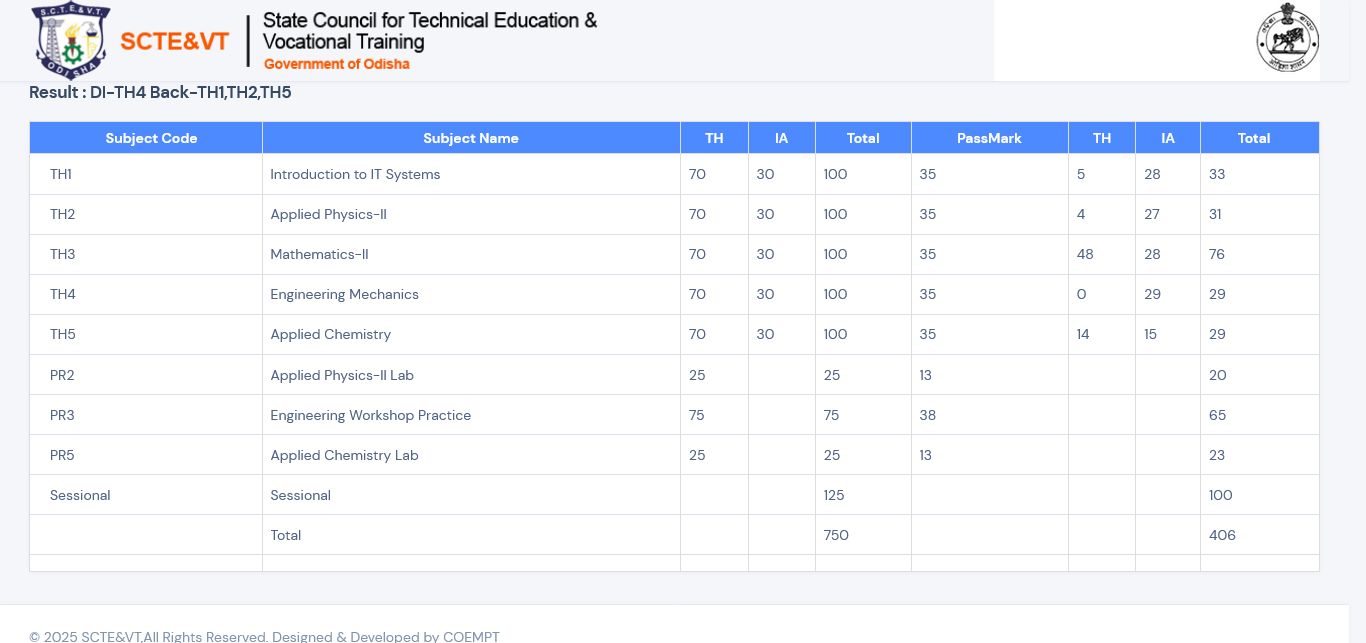 S.C.T.E.&V.T.
ODISHA
SCTE&VT
State Council for Technical Education &
Vocational Training
Government of Odisha
Result : DI-TH4 Back-TH1,TH2,TH5
Subject Code Subject Name TH IA Total PassMark TH IA Total
TH1 Introduction to IT Systems 70 30 100 35 5 28 33
TH2 Applied Physics-II 70 30 100 35 4 27 31
TH3 Mathematics-II 70 30 100 35 48 28 76
TH4 Engineering Mechanics 70 30 100 35 0 29 29
TH5 Applied Chemistry 70 30 100 35 14 15 29
PR2 Applied Physics-II Lab 25 25 13 20
PR3 Engineering Workshop Practice 75 75 38 65
PR5 Applied Chemistry Lab 25 25 13 23
Sessional Sessional 125 100
Total 750 406
© 2025 SCTE&VT,All Rights Reserved. Designed & Developed by COEMPT